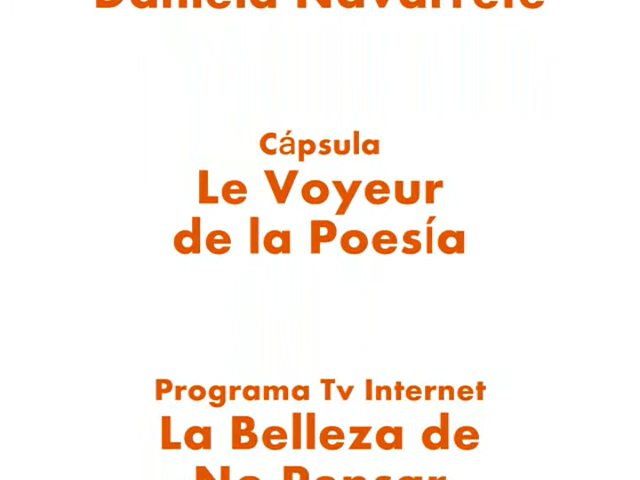 Daniela Navarrete
Cápsula
Le Voyeur
de la Poesía
Programa Tv Internet
La Belleza de
No Pensar